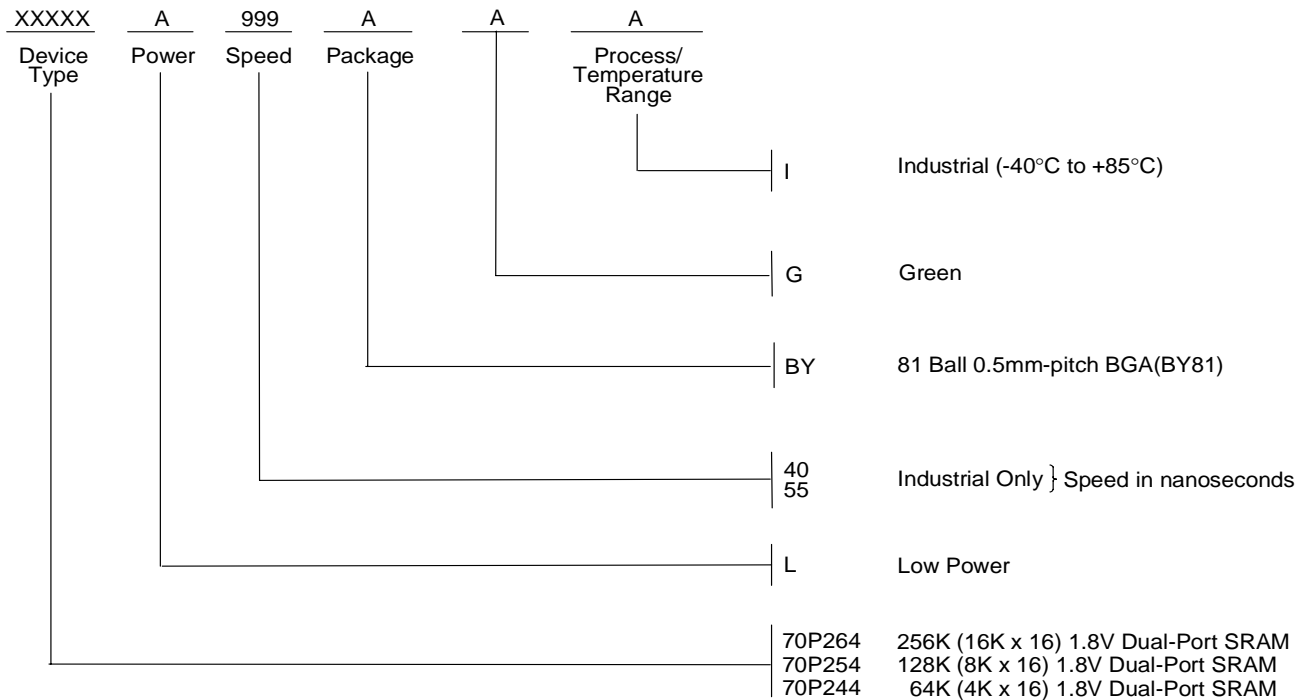 XXXXX A 999 A A A
Device Type Power Speed Package Process/ Temperature Range
I Industrial (-40°C to +85°C)
G Green
BY 81 Ball 0.5mm-pitch BGA(BY81)
40
55
Industrial Only } Speed in nanoseconds
L Low Power
70P264 256K (16K x 16) 1.8V Dual-Port SRAM
70P254 128K (8K x 16) 1.8V Dual-Port SRAM
70P244 64K (4K x 16) 1.8V Dual-Port SRAM